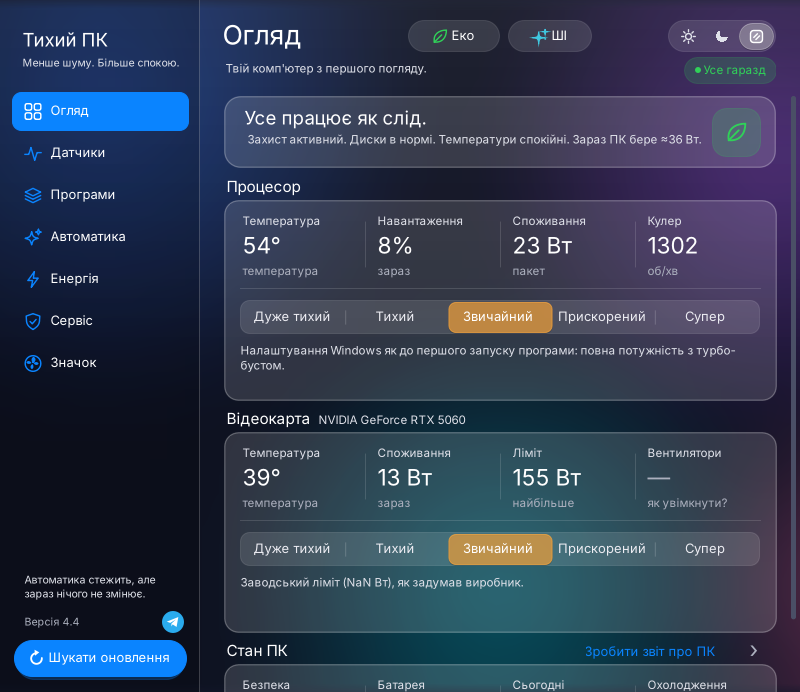 Тихий ПК
Менше шуму. Більше спокою.
Огляд
Датчики
Програми
Автоматика
Енергія
Сервіс
Значок
Автоматика стежить, але
зараз нічого не змінює.
Версія 4.4
Шукати оновлення
Огляд
Еко
ШІ
Твій комп'ютер з першого погляду.
Усе гаразд
Усе працює як слід.
Захист активний. Диски в нормі. Температури спокійні. Зараз ПК бере ≈36 Вт.
Процесор
Температура Навантаження Споживання Кулер
54° 8% 23 Вт 1302
температура зараз пакет об/хв
Дуже тихий Тихий Звичайний Прискорений Супер
Налаштування Windows як до першого запуску програми: повна потужність з турбо-
бустом.
Відеокарта NVIDIA GeForce RTX 5060
Температура Споживання Ліміт Вентилятори
39° 13 Вт 155 Вт —
температура зараз найбільше як увімкнути?
Дуже тихий Тихий Звичайний Прискорений Супер
Заводський ліміт (NaN Вт), як задумав виробник.
Стан ПК Зробити звіт про ПК
Безпека Батарея Сьогодні Охолодження